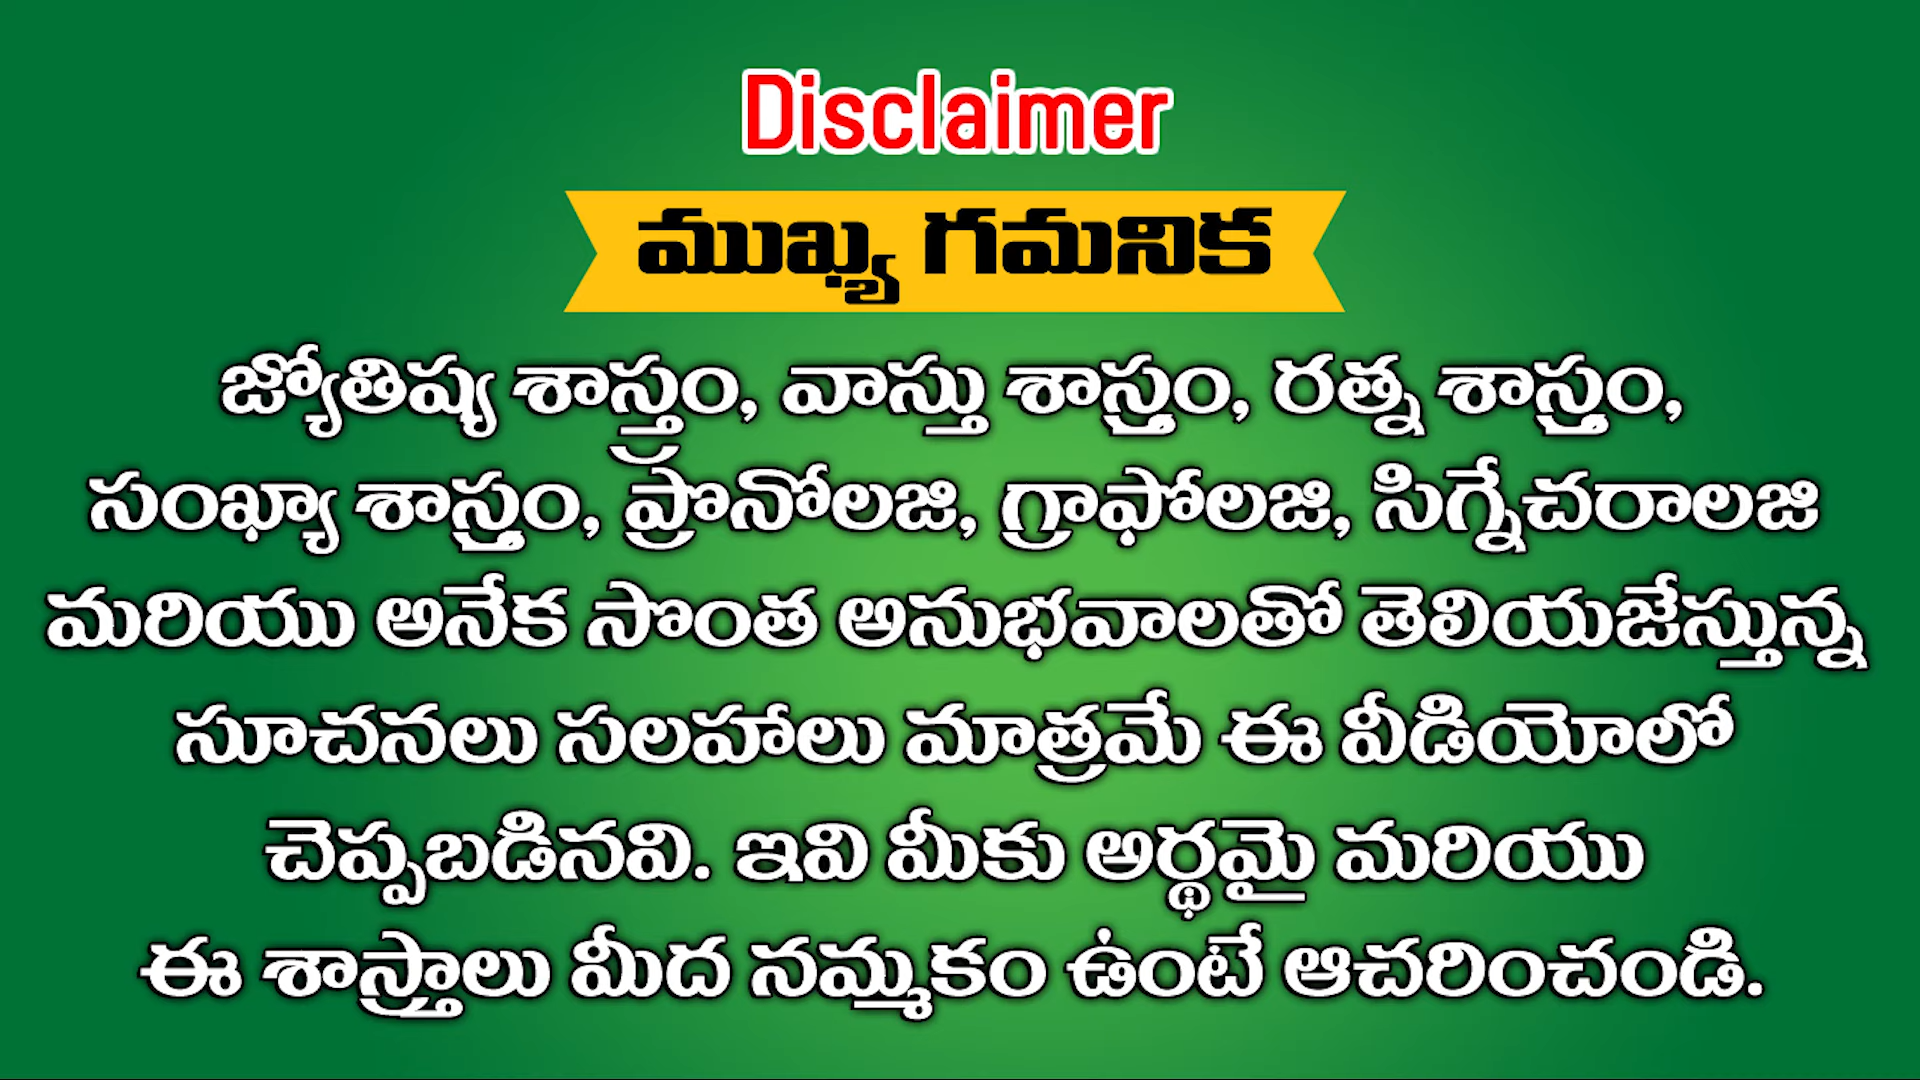 Disclaimer
ముఖ్య గమనిక
జ్యోతిష్య శాస్త్రం, వాస్తు శాస్త్రం, రత్న శాస్త్రం,
సంఖ్యా శాస్త్రం, ప్రొనోలజి, గ్రాఫోలజి, సిగ్నేచరాలజి
మరియు అనేక సొంత అనుభవాలతో తెలియజేస్తున్న
సూచనలు సలహాలు మాత్రమే ఈ వీడియోలో
చెప్పబడినవి. ఇవి మీకు అర్థమై మరియు
ఈ శాస్త్రాలు మీద నమ్మకం ఉంటే ఆచరించండి.